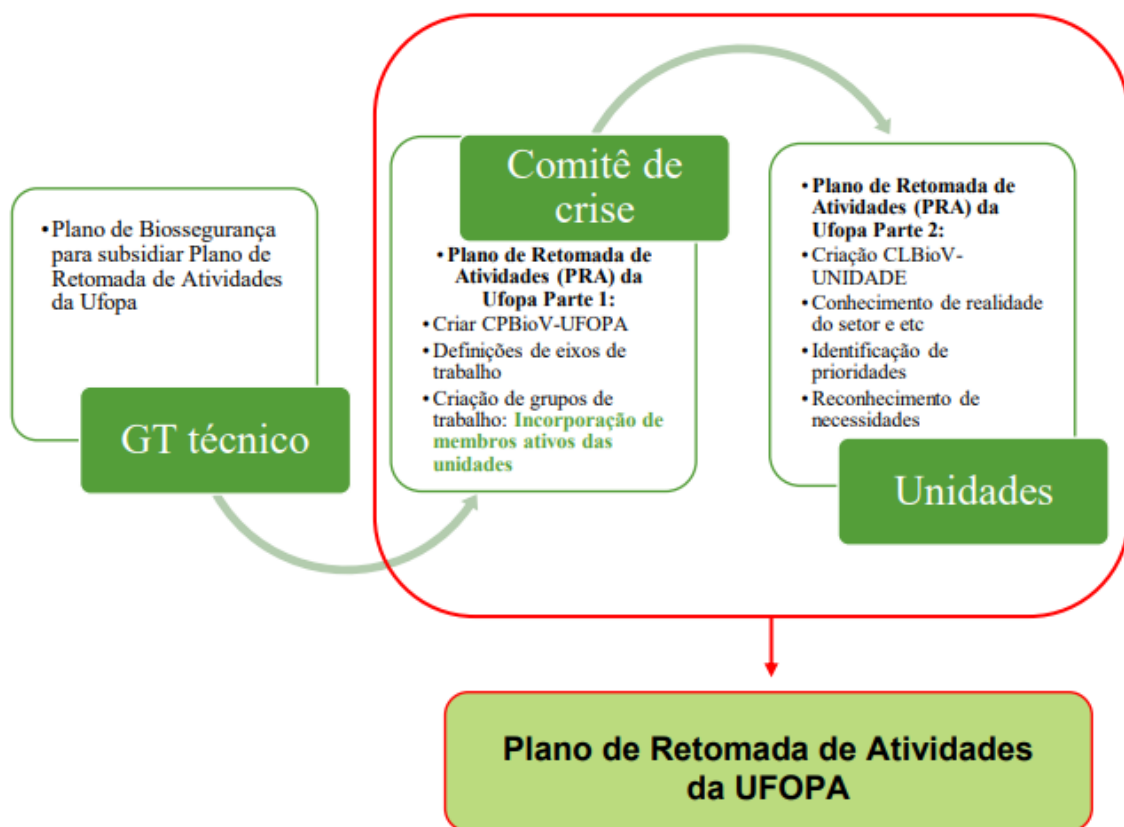 •Plano de Biossegurança
para subsidiar Plano de
Retomada de Atividades
da Ufopa
GT técnico
Comitê de
crise
•Plano de Retomada de
Atividades (PRA) da
Ufopa Parte 1:
•Criar CPBioV-UFOPA
•Definições de eixos de
trabalho
•Criação de grupos de
trabalho: Incorporação de
membros ativos das
unidades
•Plano de Retomada de
Atividades (PRA) da
Ufopa Parte 2:
•Criação CLBioV-
UNIDADE
•Conhecimento de realidade
do setor e etc
•Identificação de
prioridades
•Reconhecimento de
necessidades
Unidades
Plano de Retomada de Atividades
da UFOPA